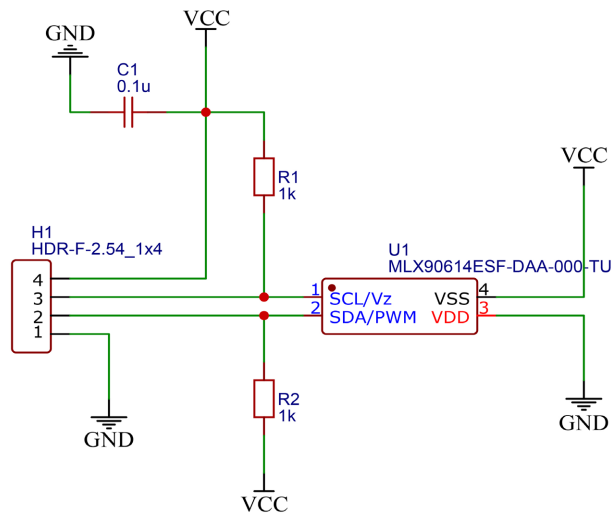 VCC
GND
C1
0.1u
R1
1k
VCC
H1
HDR-F-2.54_1x4
U1
MLX90614ESF-DAA-000-TU
4
3
2
1
1
SCL/Vz
VSS
4
2
SDA/PWM
VDD
3
R2
1k
GND
GND
VCC